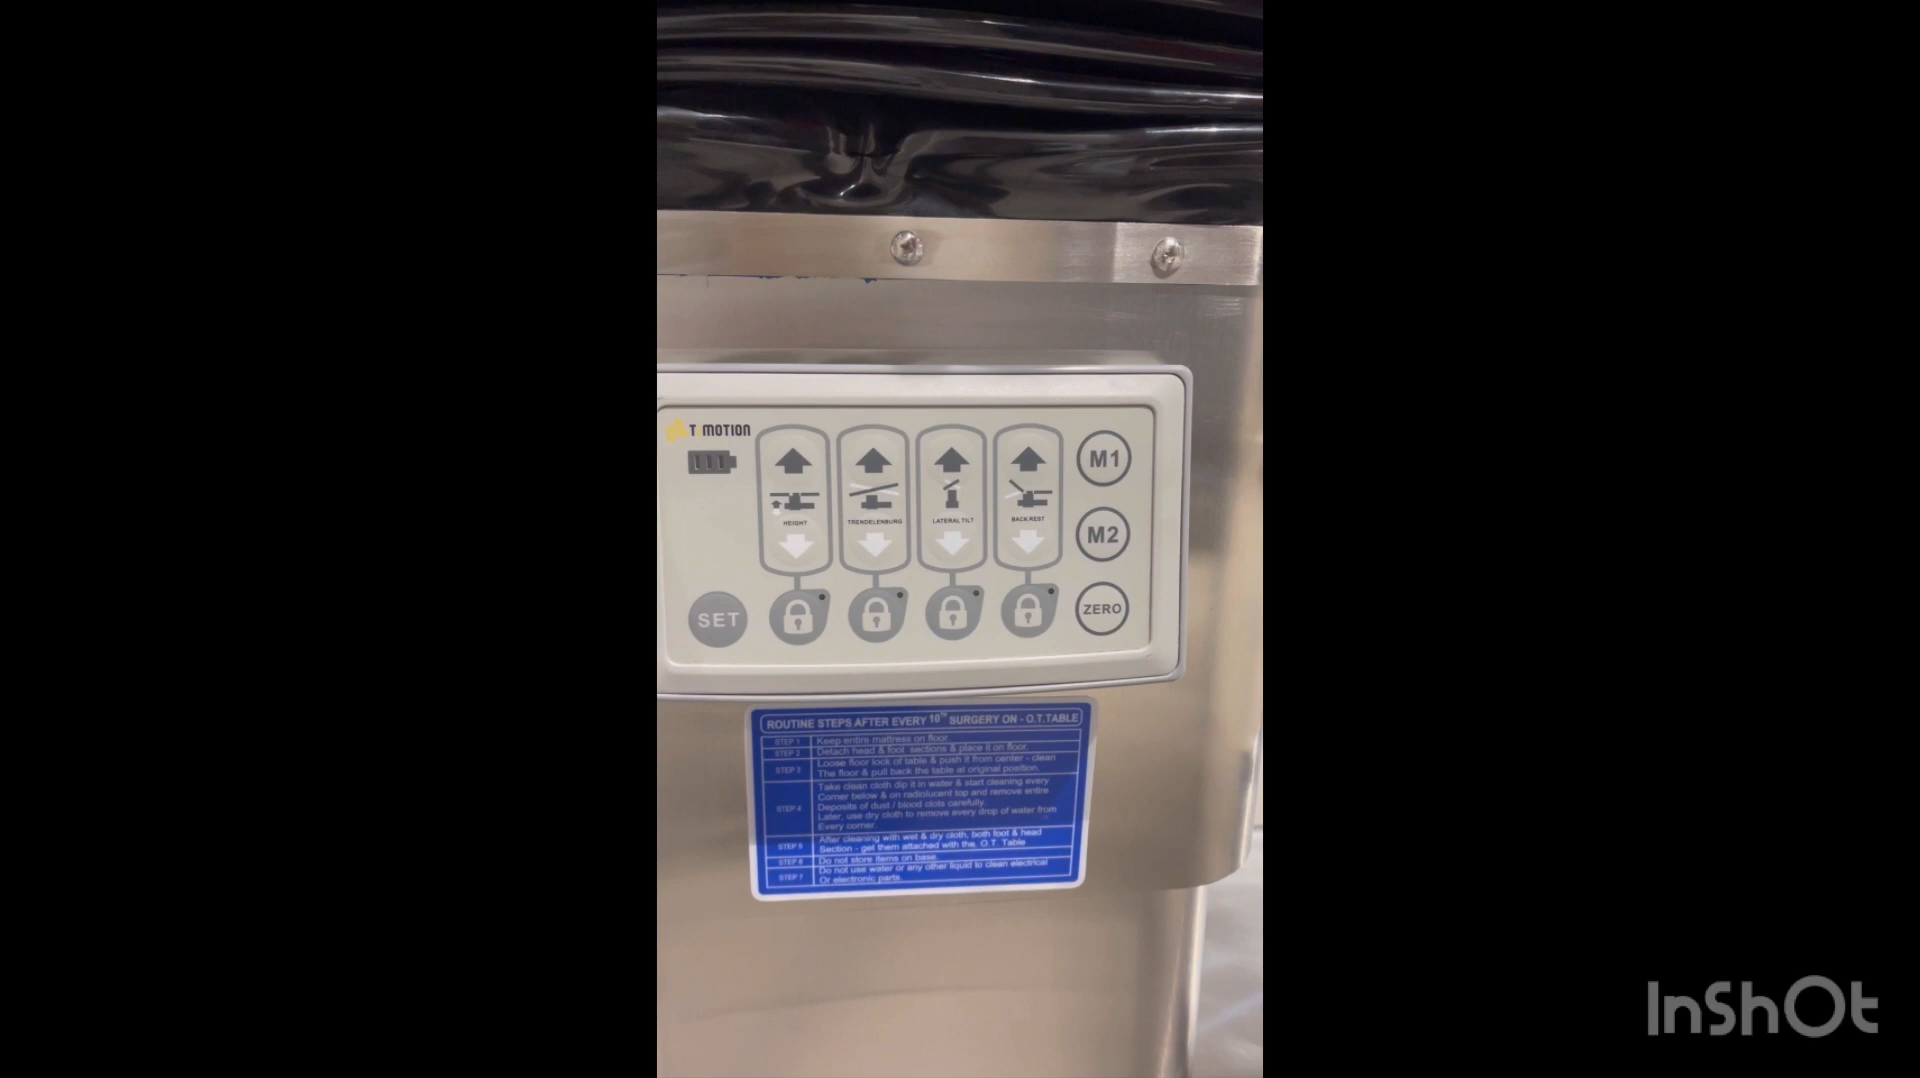 TiMOTION
HEIGHT
TRENDELENBURG
LATERAL TILT
BACK REST
M1
M2
SET
ZERO
ROUTINE STEPS AFTER EVERY 10TH SURGERY ON - O.T.TABLE
STEP 1 Keep entire mattress on floor.
STEP 2 Detach head & foot sections & place it on floor.
STEP 3 Loose floor lock of table & push it from center - clean
The floor & pull back the table at original position.
STEP 4 Take clean cloth dip it in water & start cleaning every
Corner below & on radiolucent top and remove entire
Deposits of dust / blood clots carefully.
Later, use dry cloth to remove every drop of water from
Every corner.
STEP 5 After cleaning with wet & dry cloth, both foot & head
Section - get them attached with the. O.T. Table
STEP 6 Do not store items on base.
STEP 7 Do not use water or any other liquid to clean electrical
Or electronic parts.
InShOt